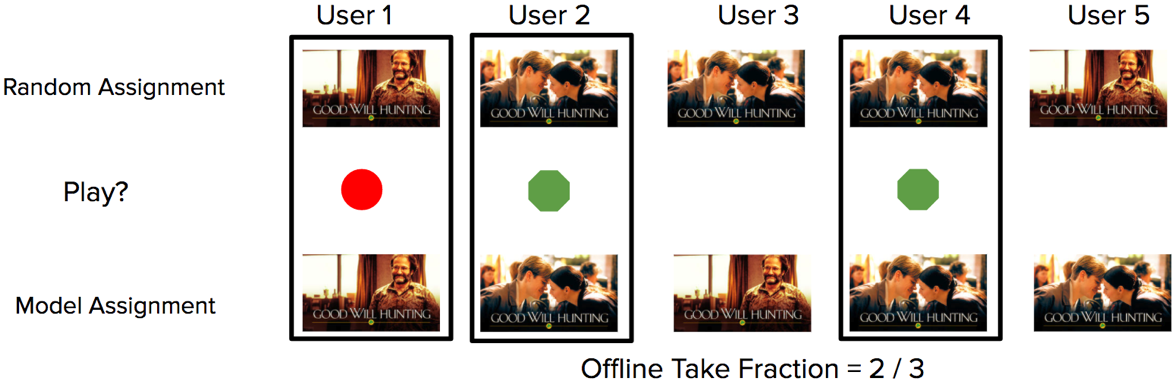 User 1 User 2 User 3 User 4 User 5
Random Assignment
GOOD WILL HUNTING GOOD WILL HUNTING GOOD WILL HUNTING GOOD WILL HUNTING GOOD WILL HUNTING
Play?
Model Assignment
GOOD WILL HUNTING GOOD WILL HUNTING GOOD WILL HUNTING GOOD WILL HUNTING GOOD WILL HUNTING
Offline Take Fraction = 2 / 3